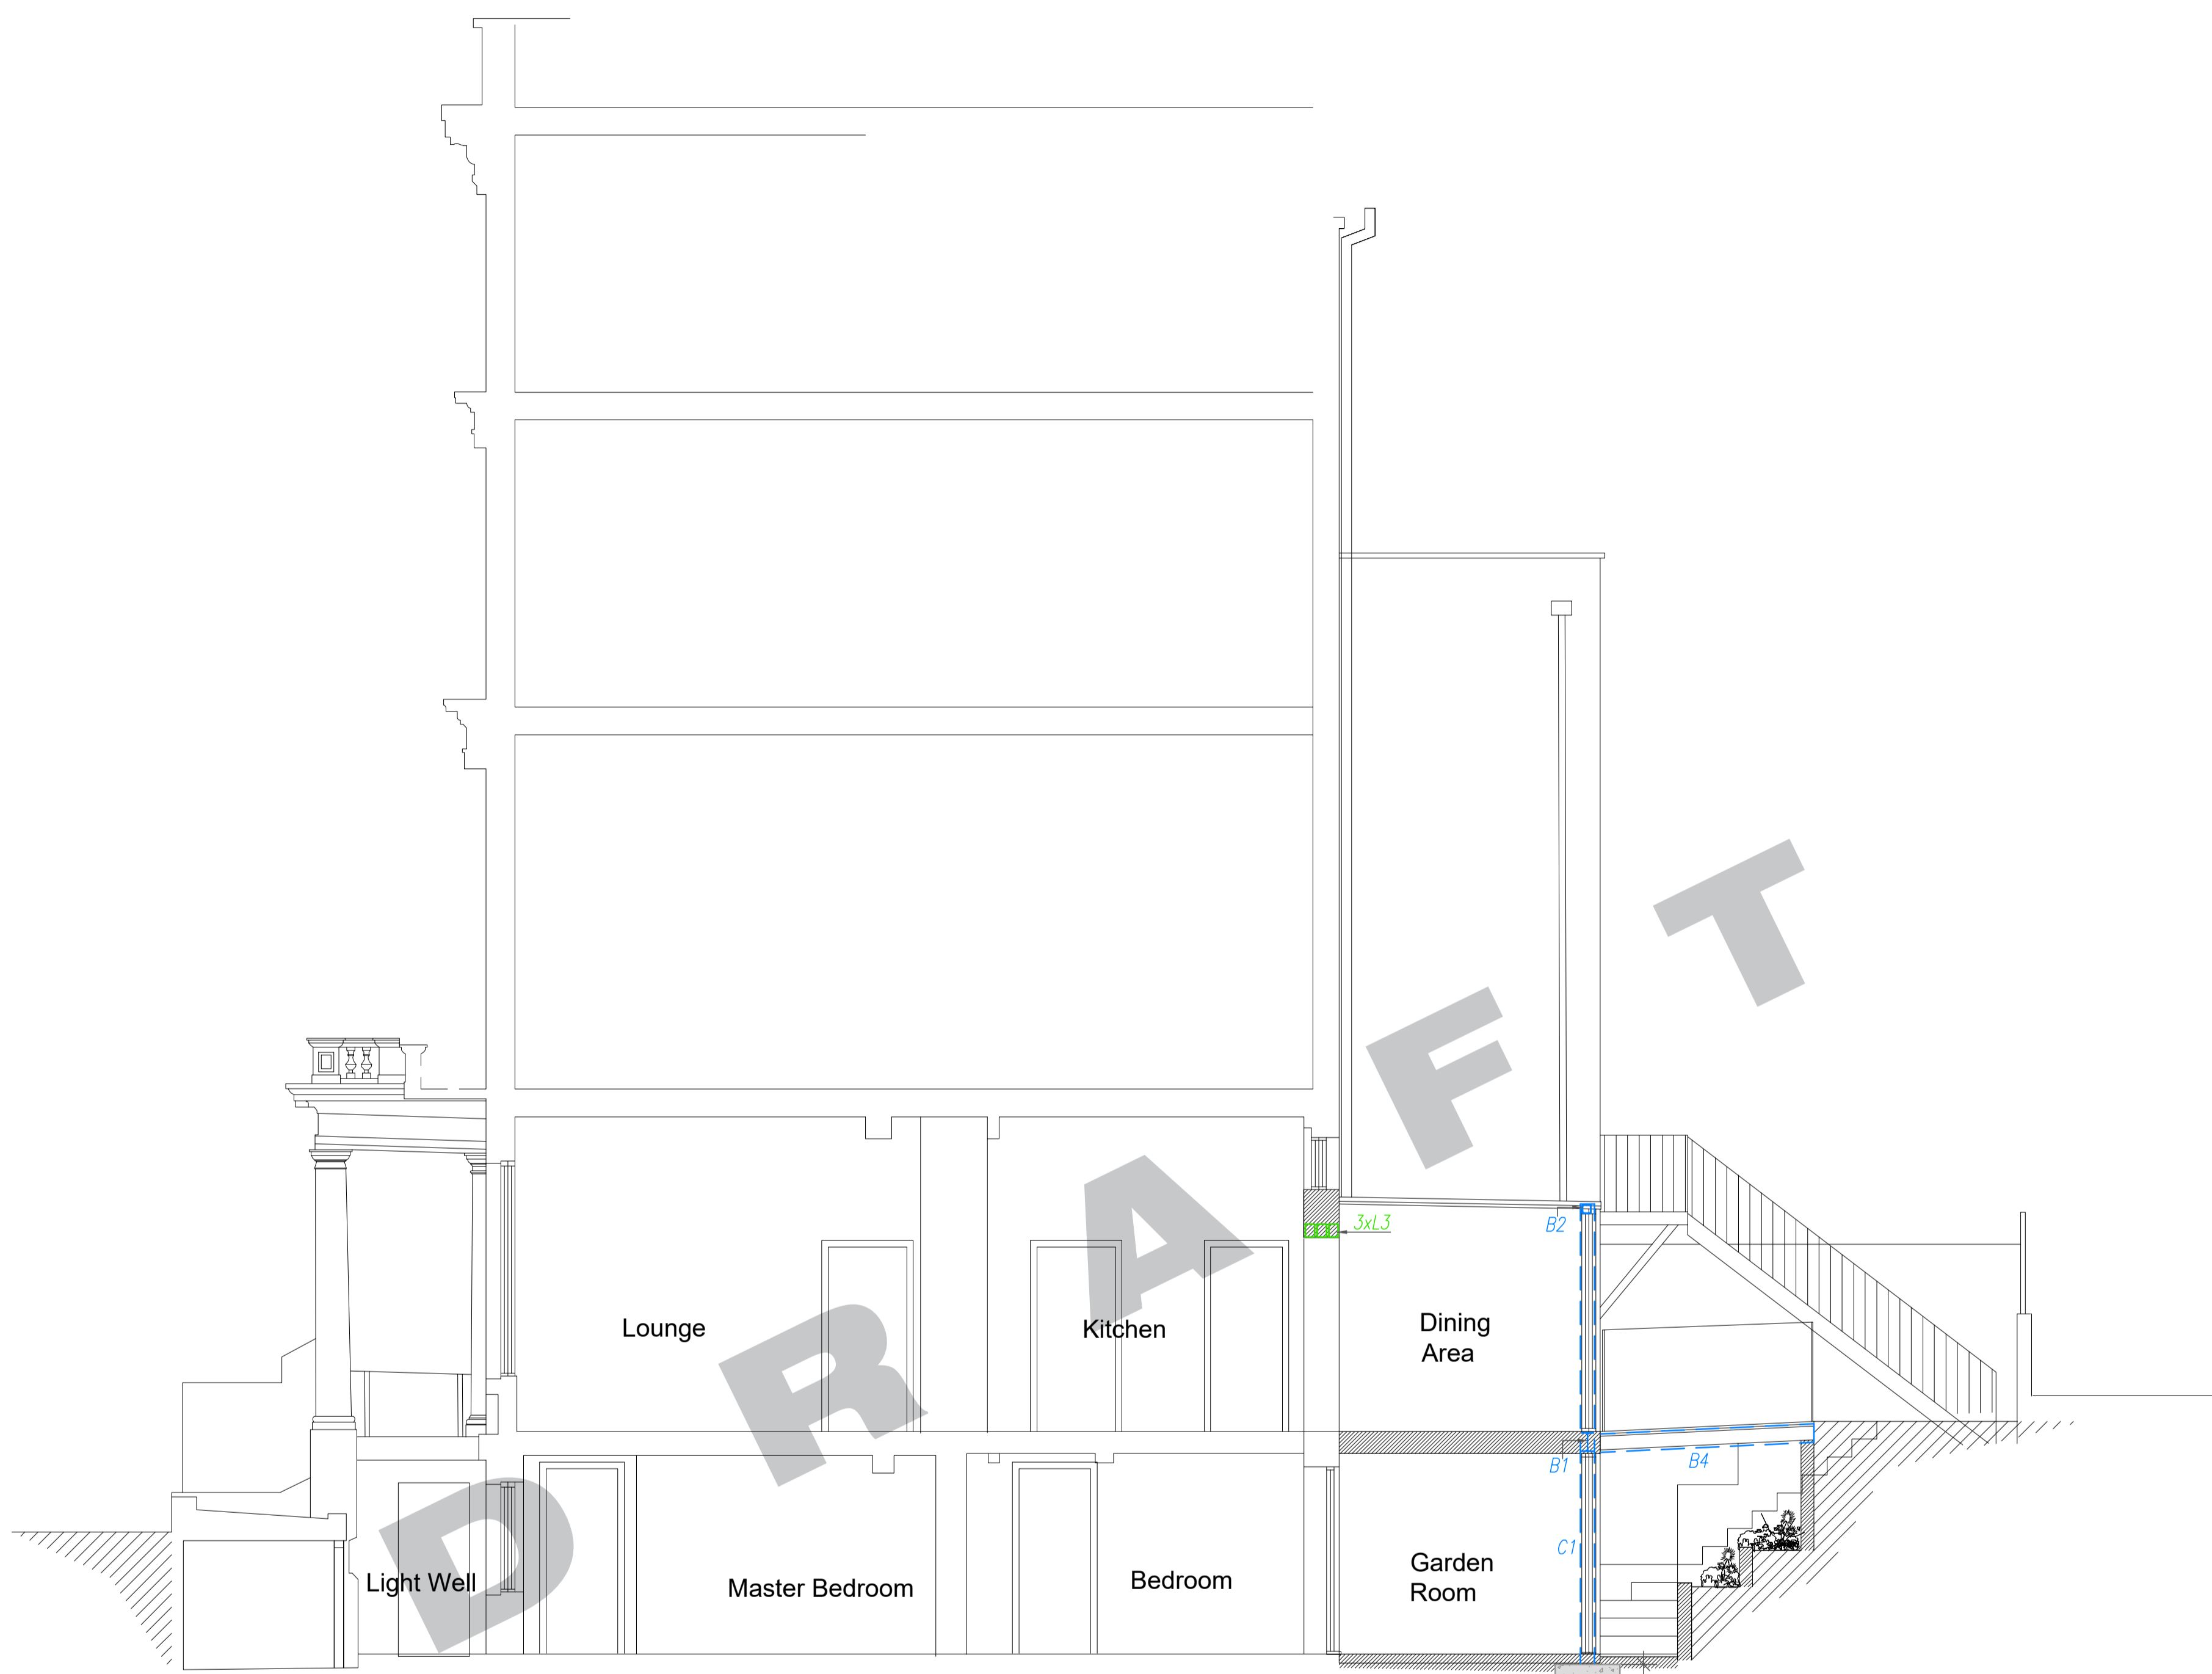 3xL3
B2
Lounge
Kitchen
Dining
Area
B1
B4
C1
Light Well
Master Bedroom
Bedroom
Garden
Room
DRAFT